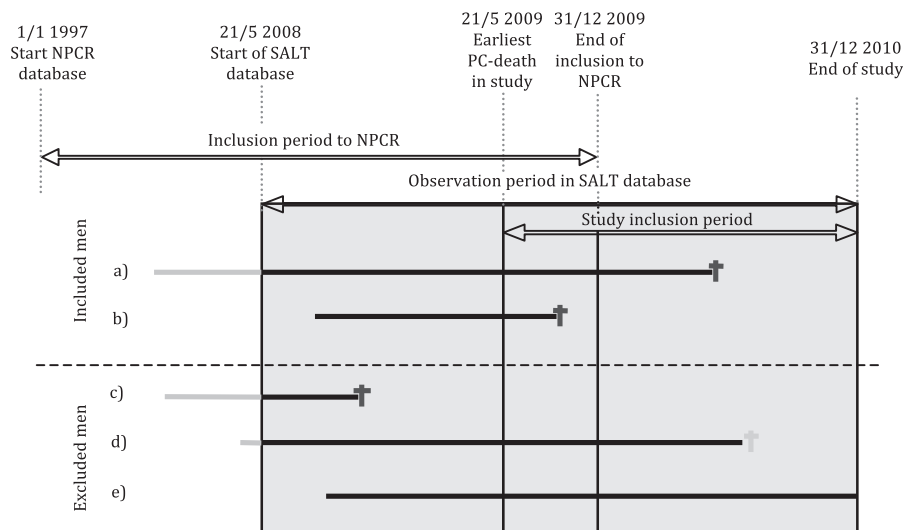 1/1 1997
Start NPCR
database
21/5 2008
Start of SALT
database
21/5 2009
Earliest
PC-death
in study
31/12 2009
End of
inclusion to
NPCR
31/12 2010
End of study
Inclusion period to NPCR
Observation period in SALT database
Study inclusion period
Included men
a)
b)
Excluded men
c)
d)
e)